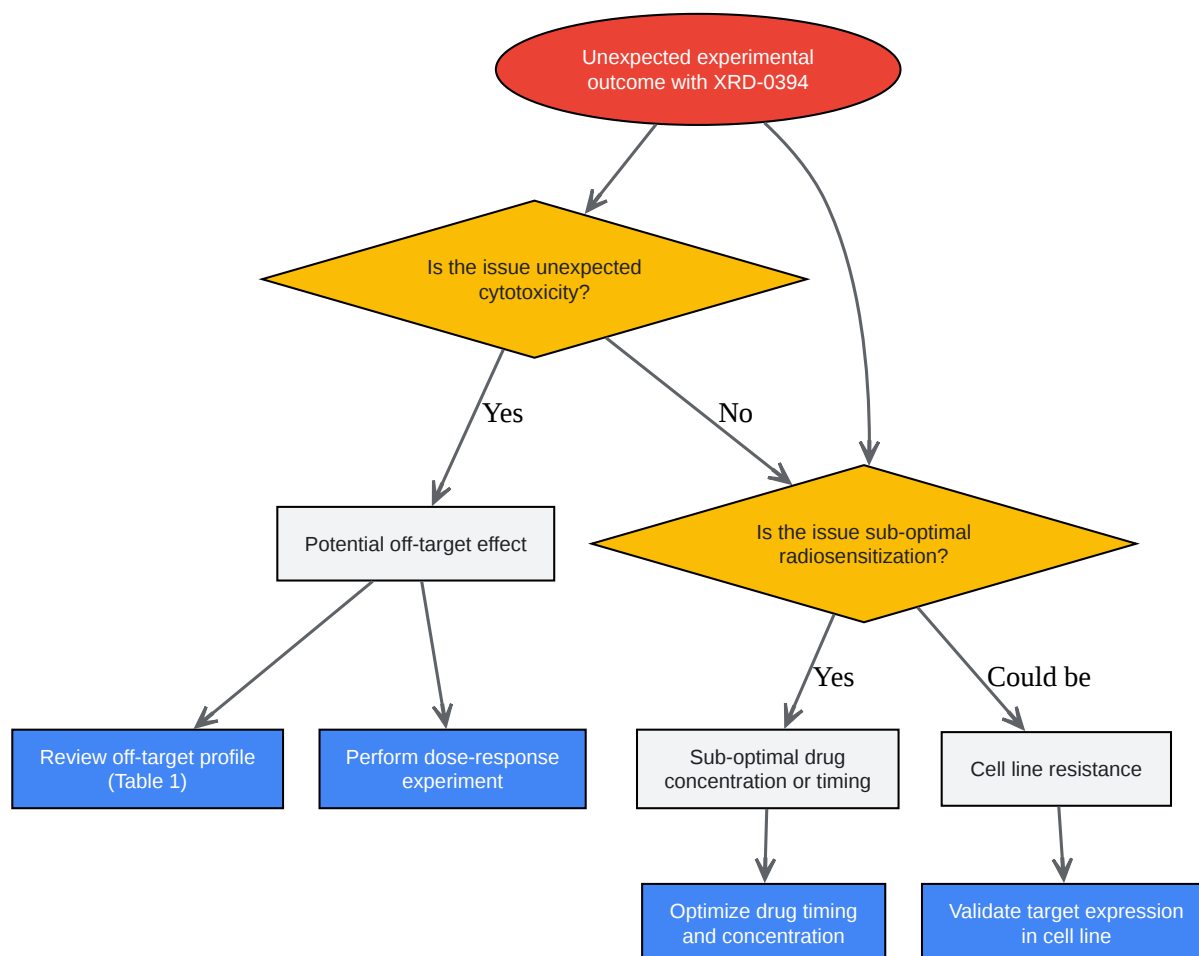 Unexpected experimental
outcome with XRD-0394
Is the issue unexpected
cytotoxicity?
Yes
No
Potential off-target effect
Is the issue sub-optimal
radiosensitization?
Yes
Could be
Review off-target profile
(Table 1)
Perform dose-response
experiment
Sub-optimal drug
concentration or timing
Cell line resistance
Optimize drug timing
and concentration
Validate target expression
in cell line